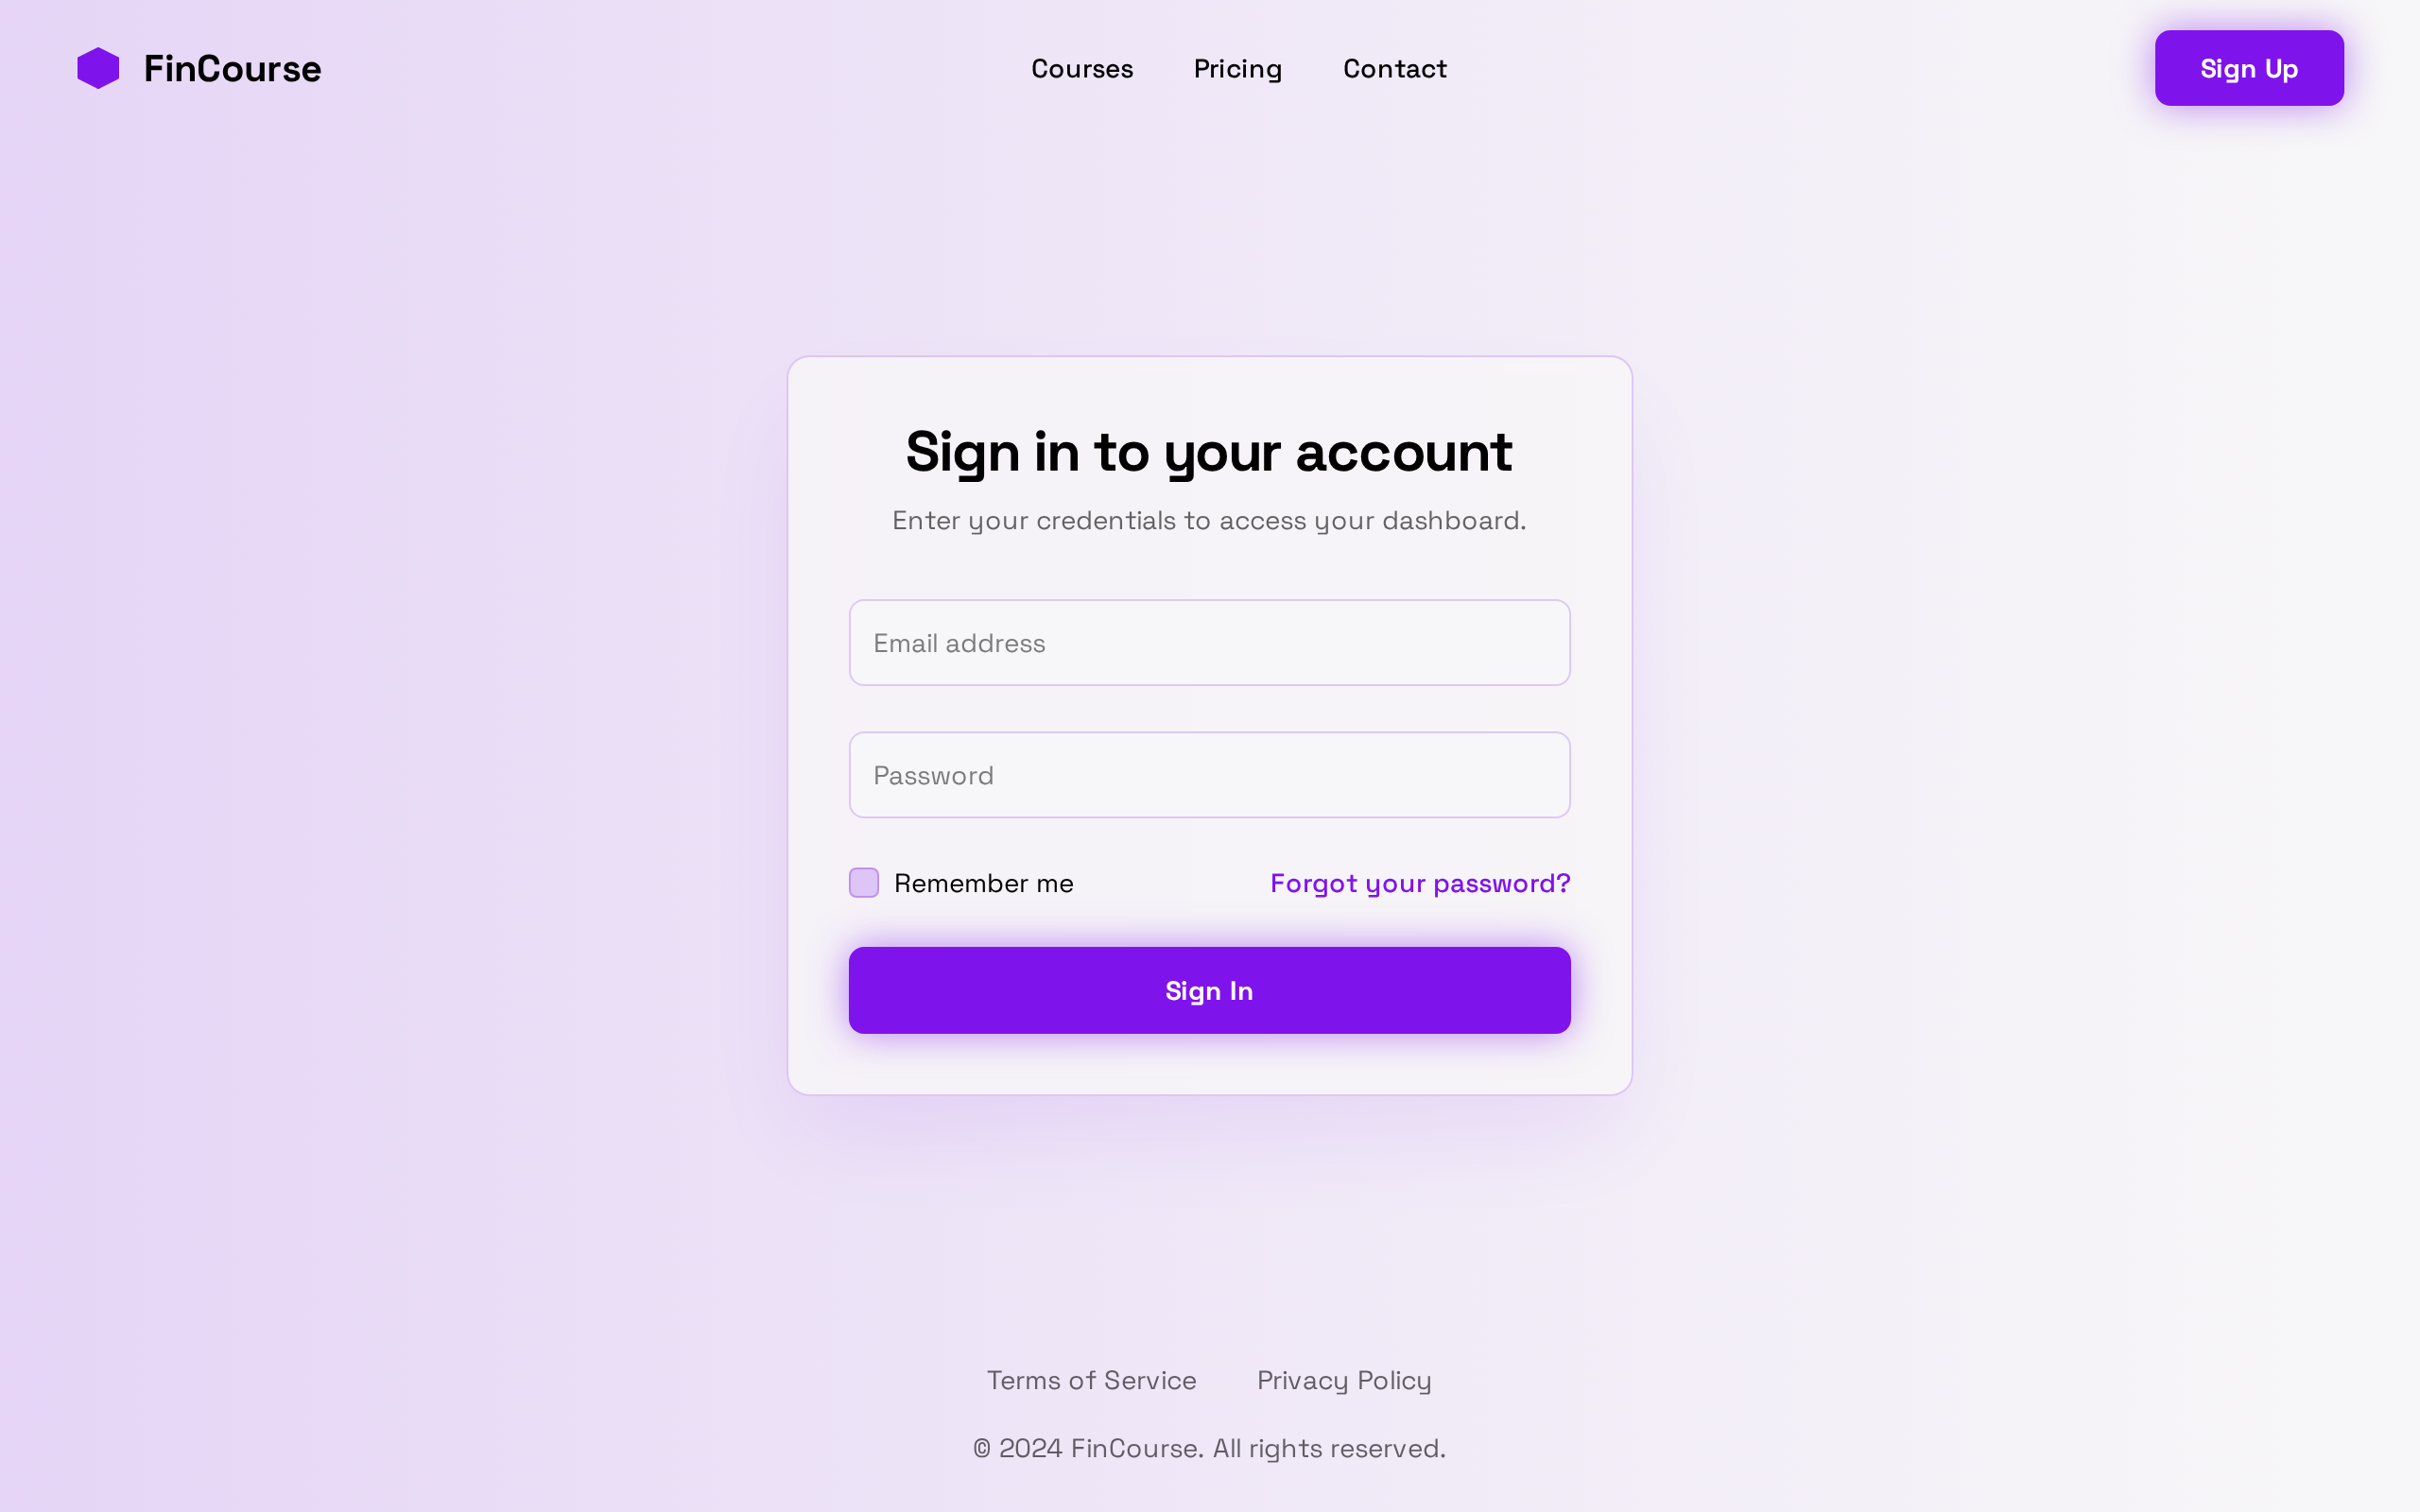 FinCourse
Courses
Pricing
Contact
Sign Up
Sign in to your account
Enter your credentials to access your dashboard.
Email address
Password
Remember me
Forgot your password?
Sign In
Terms of Service
Privacy Policy
© 2024 FinCourse. All rights reserved.